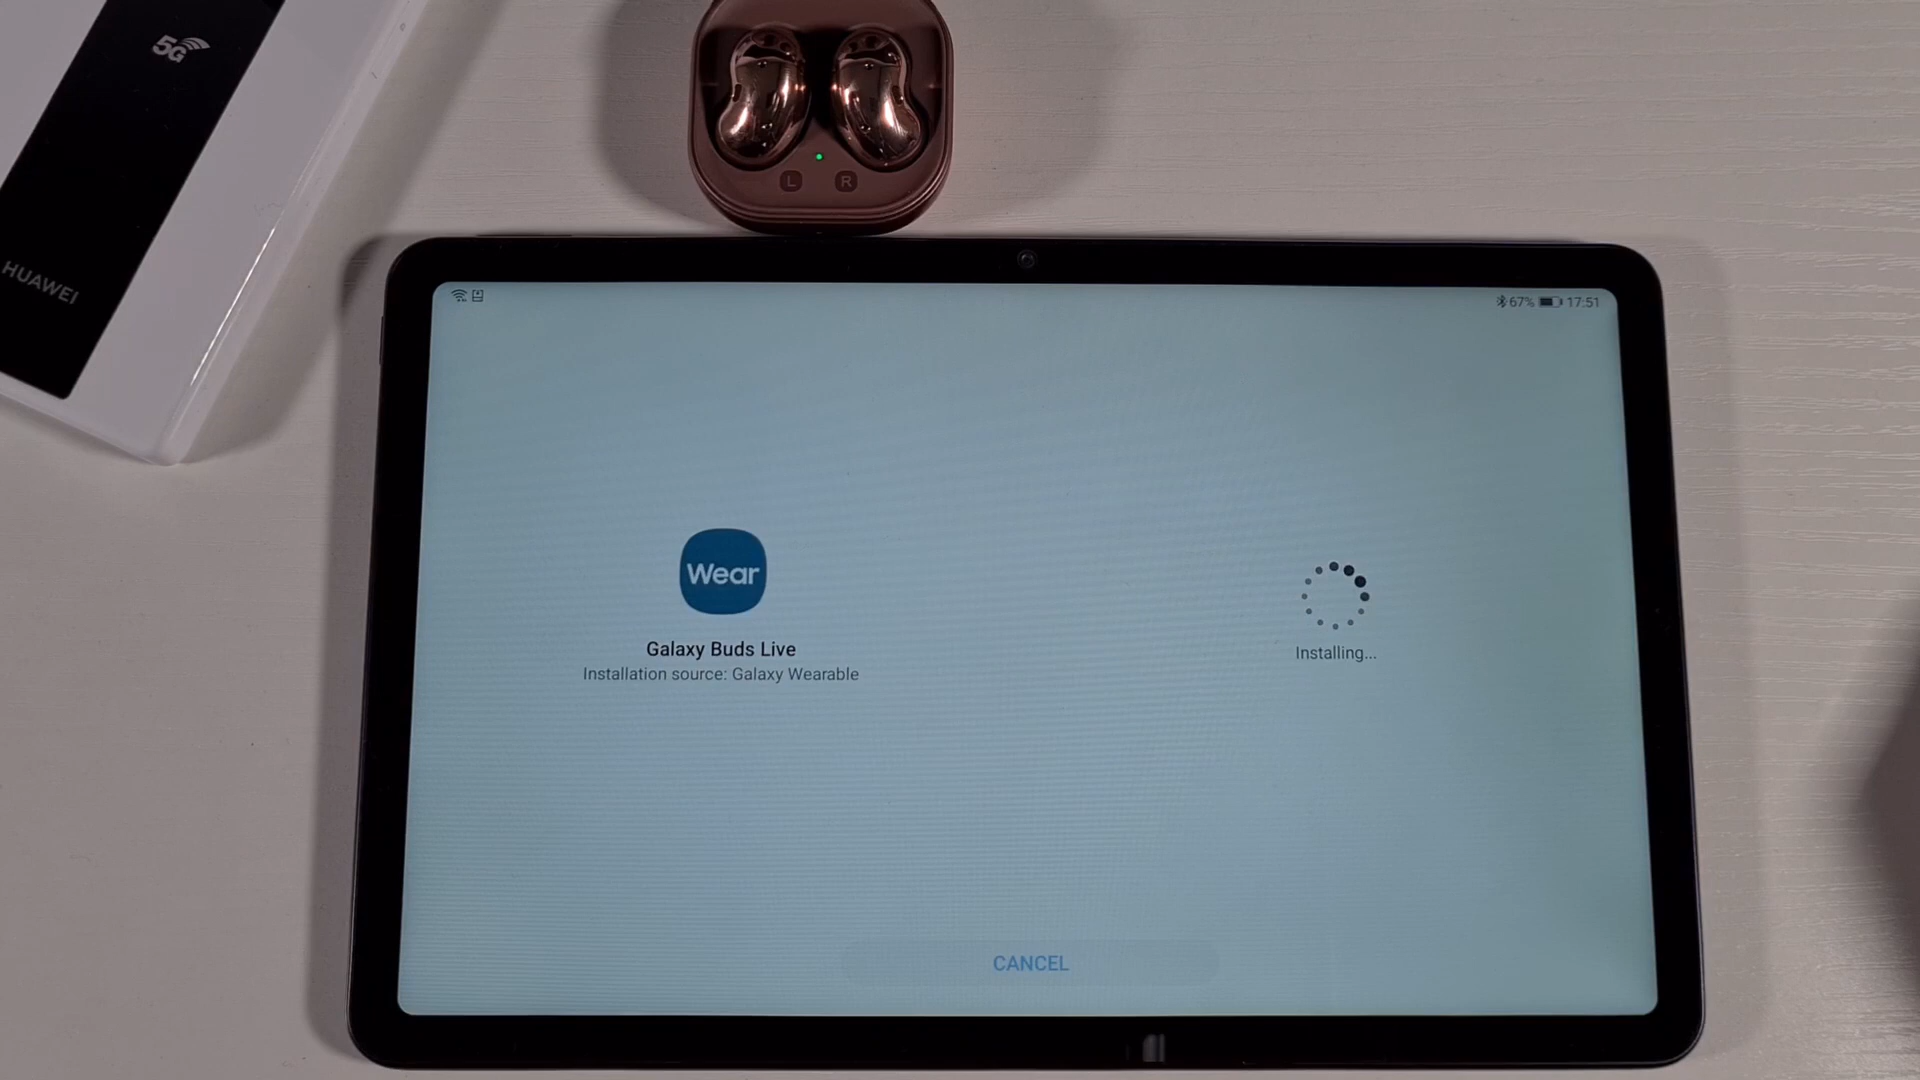 5G
HUAWEI
L
R
67%
17:51
Wear
Galaxy Buds Live
Installation source: Galaxy Wearable
Installing...
CANCEL